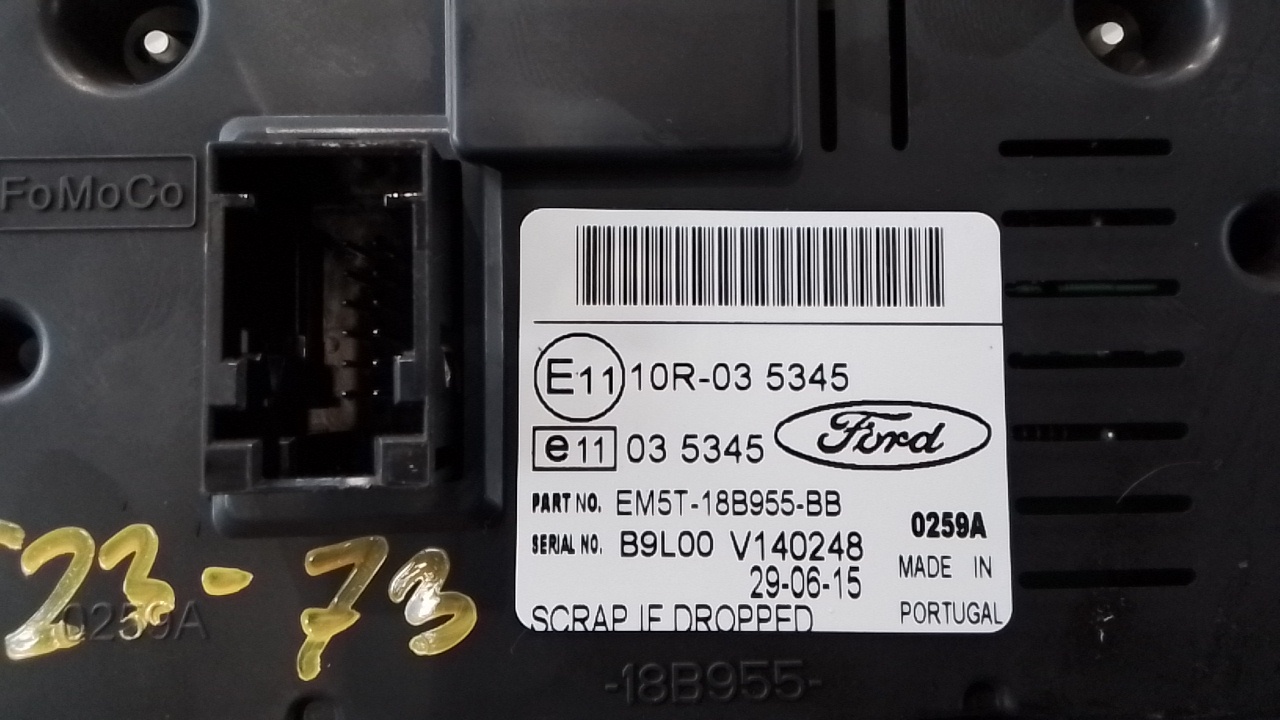 FoMoCo
E11 10R-03 5345
e11 03 5345
Ford
PART NO. EM5T-18B955-BB
SERIAL NO. B9L00 V140248
29-06-15
0259A
MADE IN
PORTUGAL
SCRAP IF DROPPED
23-73
0259A
-18B955-